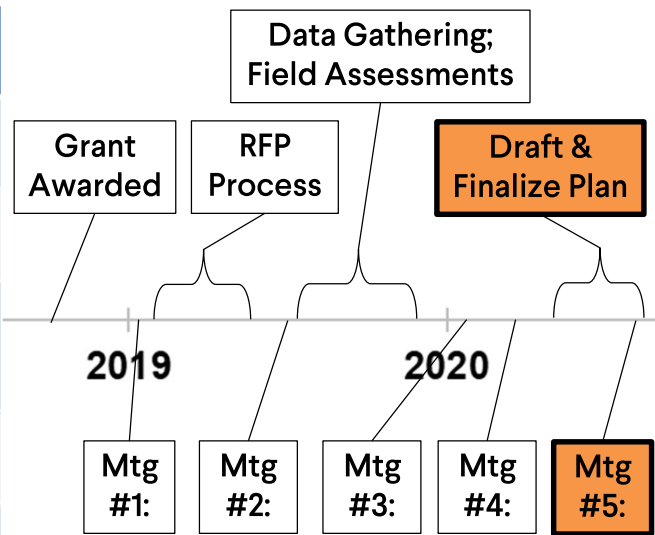 Data Gathering;
Field Assessments
Grant
Awarded
RFP
Process
Draft &
Finalize Plan
2019
2020
Mtg
#1:
Mtg
#2:
Mtg
#3:
Mtg
#4:
Mtg
#5: